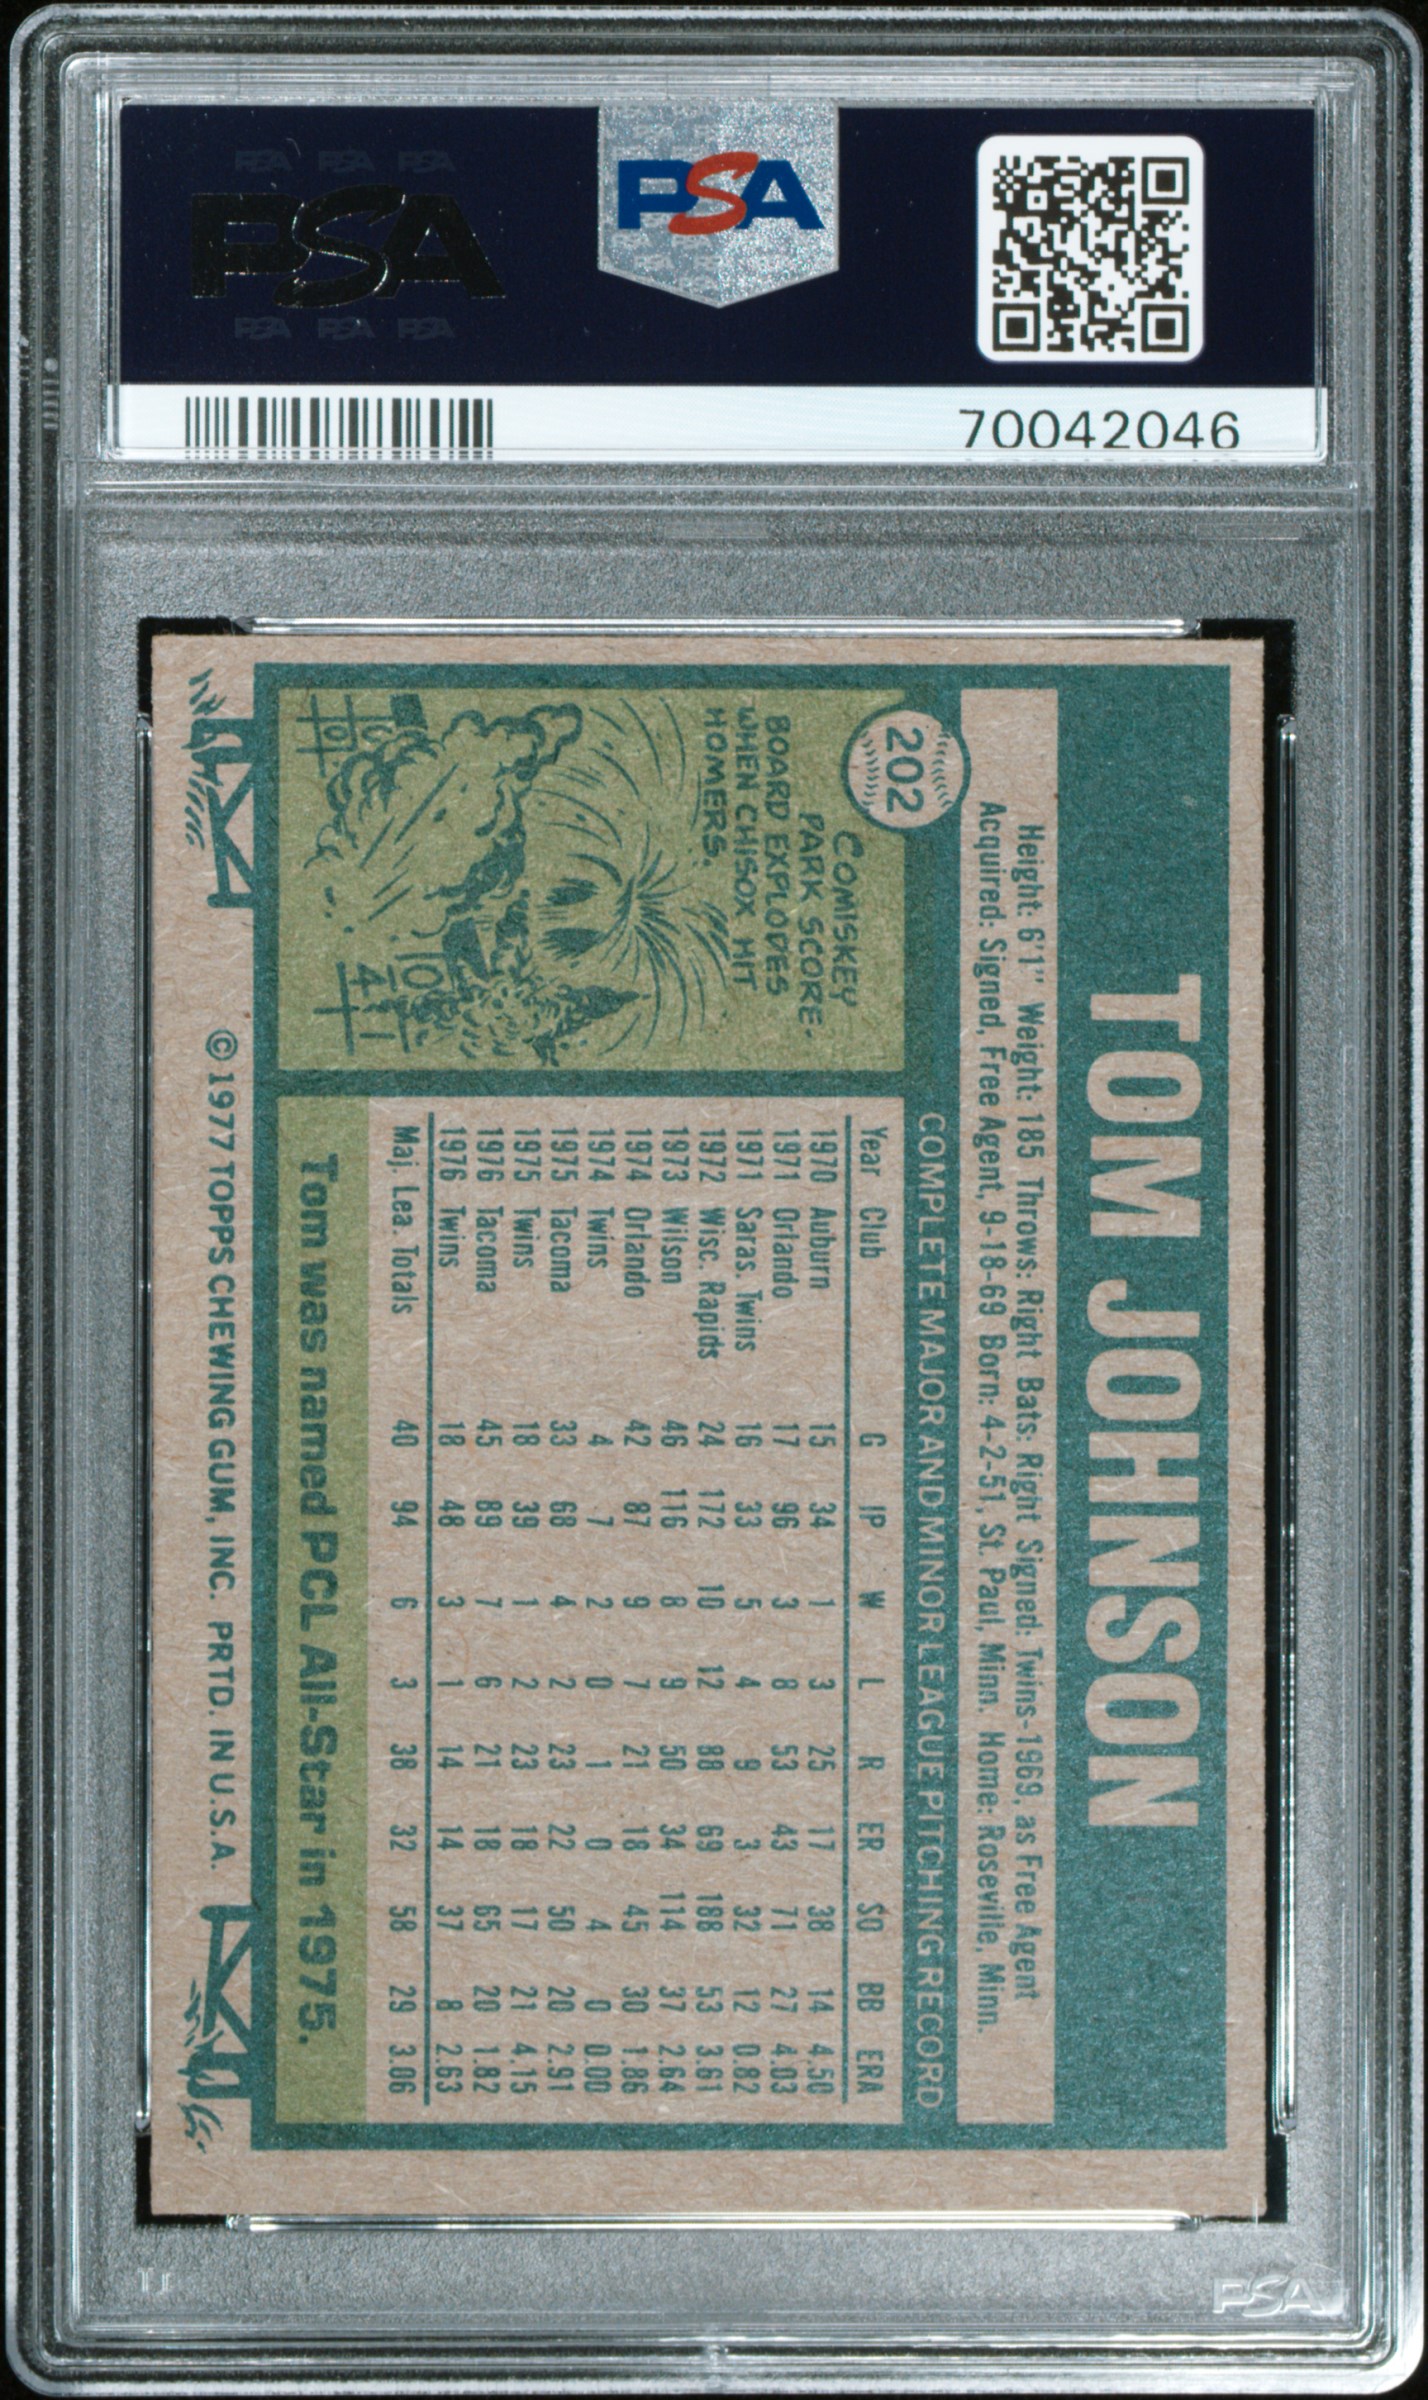 PSA PSA PSA
PSA
PSA PSA PSA
PSA
70042046
TOM JOHNSON
Height: 6'1" Weight: 185 Throws: Right Bats: Right Signed: Twins-1969, as Free Agent
Acquired: Signed, Free Agent, 9-18-69 Born: 4-2-51, St. Paul, Minn. Home: Roseville, Minn.
202
COMISKEY
PARK SCORE-
BOARD EXPLODES
WHEN CHISOX HIT
HOMERS.
COMPLETE MAJOR AND MINOR LEAGUE PITCHING RECORD
Year Club G IP W L R ER SO BB ERA
1970 Auburn 15 34 1 3 25 17 38 14 4.50
1971 Orlando 17 96 3 8 53 43 71 27 4.03
1971 Saras. Twins 16 33 5 4 9 3 32 12 0.82
1972 Wisc. Rapids 24 172 10 12 88 69 188 53 3.61
1973 Wilson 46 116 8 9 50 34 114 37 2.64
1974 Orlando 42 87 9 7 21 18 45 30 1.86
1974 Twins 4 7 2 0 1 0 4 0 0.00
1975 Tacoma 33 68 4 2 23 22 50 20 2.91
1975 Twins 18 39 1 2 23 18 17 21 4.15
1976 Tacoma 45 89 7 6 21 18 65 20 1.82
1976 Twins 18 48 3 1 14 14 37 8 2.63
Maj. Lea. Totals 40 94 6 3 38 32 58 29 3.06
Tom was named PCL All-Star in 1975.
© 1977 TOPPS CHEWING GUM, INC. PRTD. IN U.S.A.
PSA